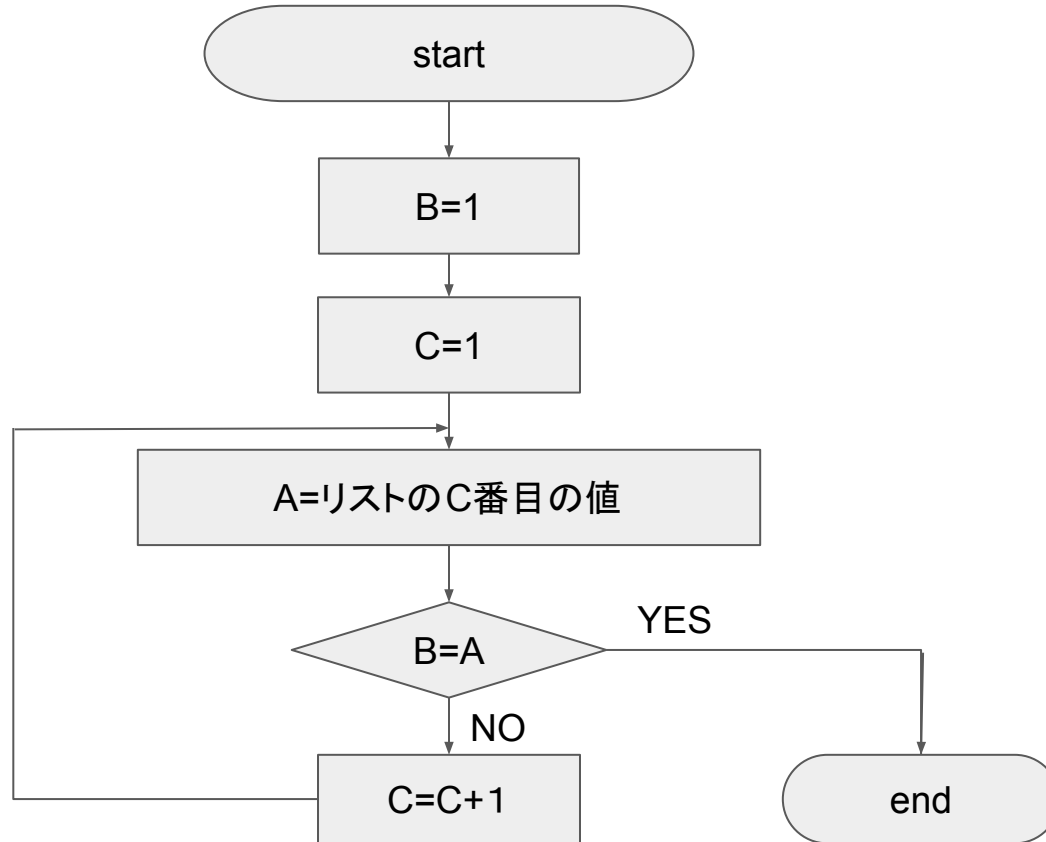 start
B=1
C=1
A=リストのC番目の値
B=A
YES
NO
C=C+１
end